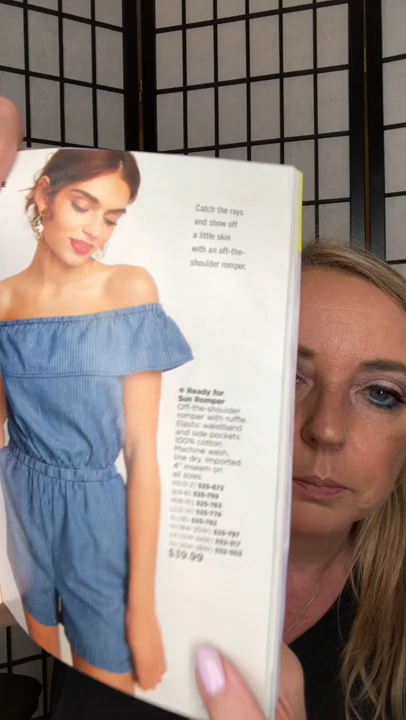 Catch the rays
and show off
a little skin
with an off-the-
shoulder romper.
Ready for
Sun Romper
Off-the-shoulder
romper with ruffle.
Elastic waistband
and side pockets.
100% cotton.
Machine wash,
line dry. Imported.
4" inseam on
all sizes.
$39.99